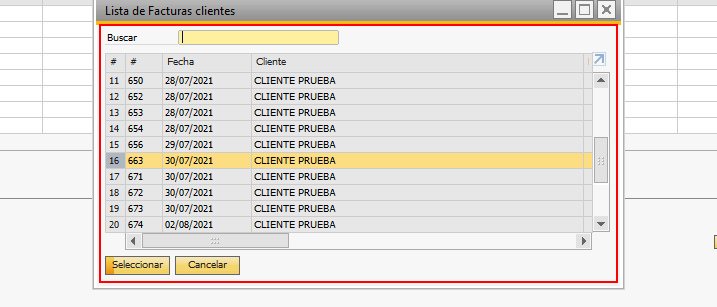 Lista de Facturas clientes
Buscar
# # Fecha Cliente
11 650 28/07/2021 CLIENTE PRUEBA
12 652 28/07/2021 CLIENTE PRUEBA
13 653 28/07/2021 CLIENTE PRUEBA
14 654 28/07/2021 CLIENTE PRUEBA
15 656 29/07/2021 CLIENTE PRUEBA
16 663 30/07/2021 CLIENTE PRUEBA
17 671 30/07/2021 CLIENTE PRUEBA
18 672 30/07/2021 CLIENTE PRUEBA
19 673 30/07/2021 CLIENTE PRUEBA
20 674 02/08/2021 CLIENTE PRUEBA
Seleccionar Cancelar